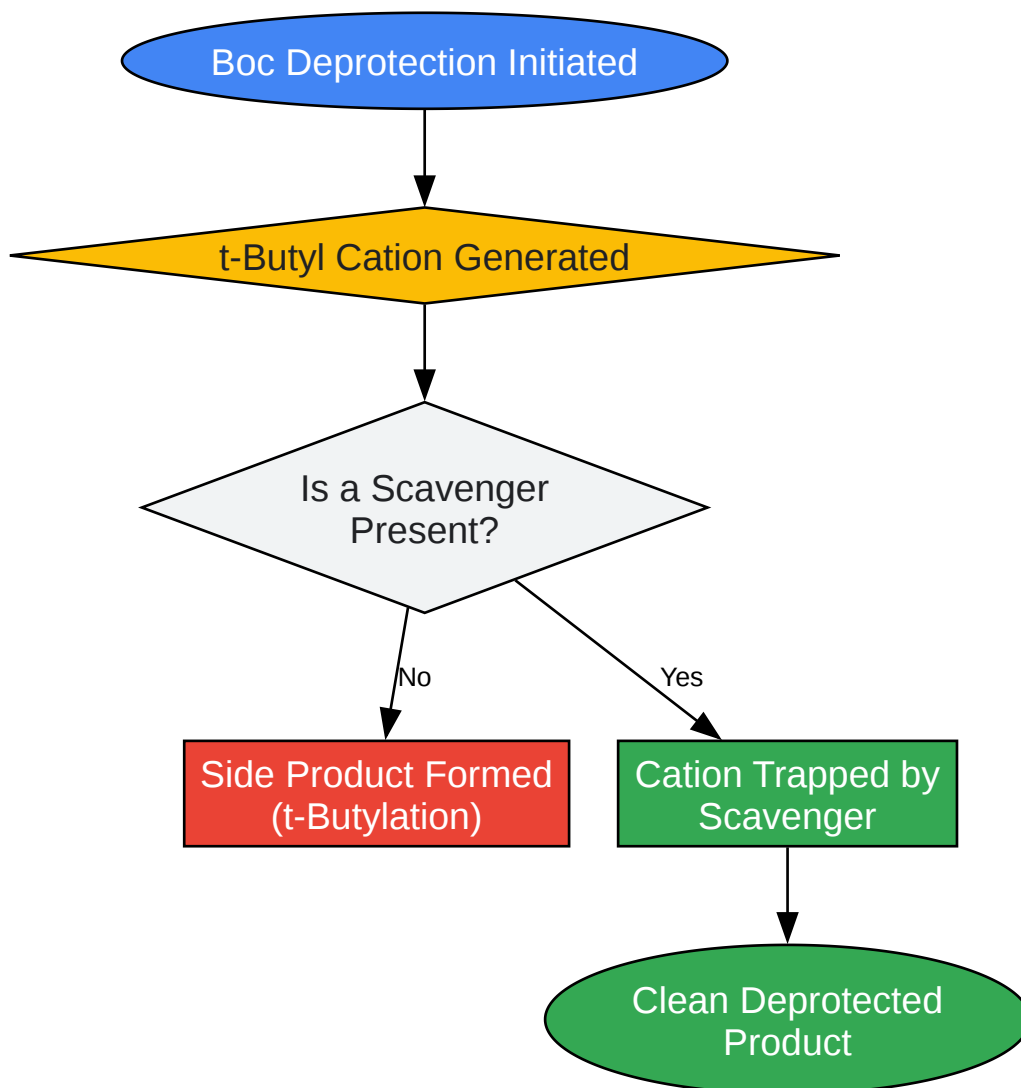 Boc Deprotection Initiated
t-Butyl Cation Generated
Is a Scavenger
Present?
No
Yes
Side Product Formed
(t-Butylation)
Cation Trapped by
Scavenger
Clean Deprotected
Product